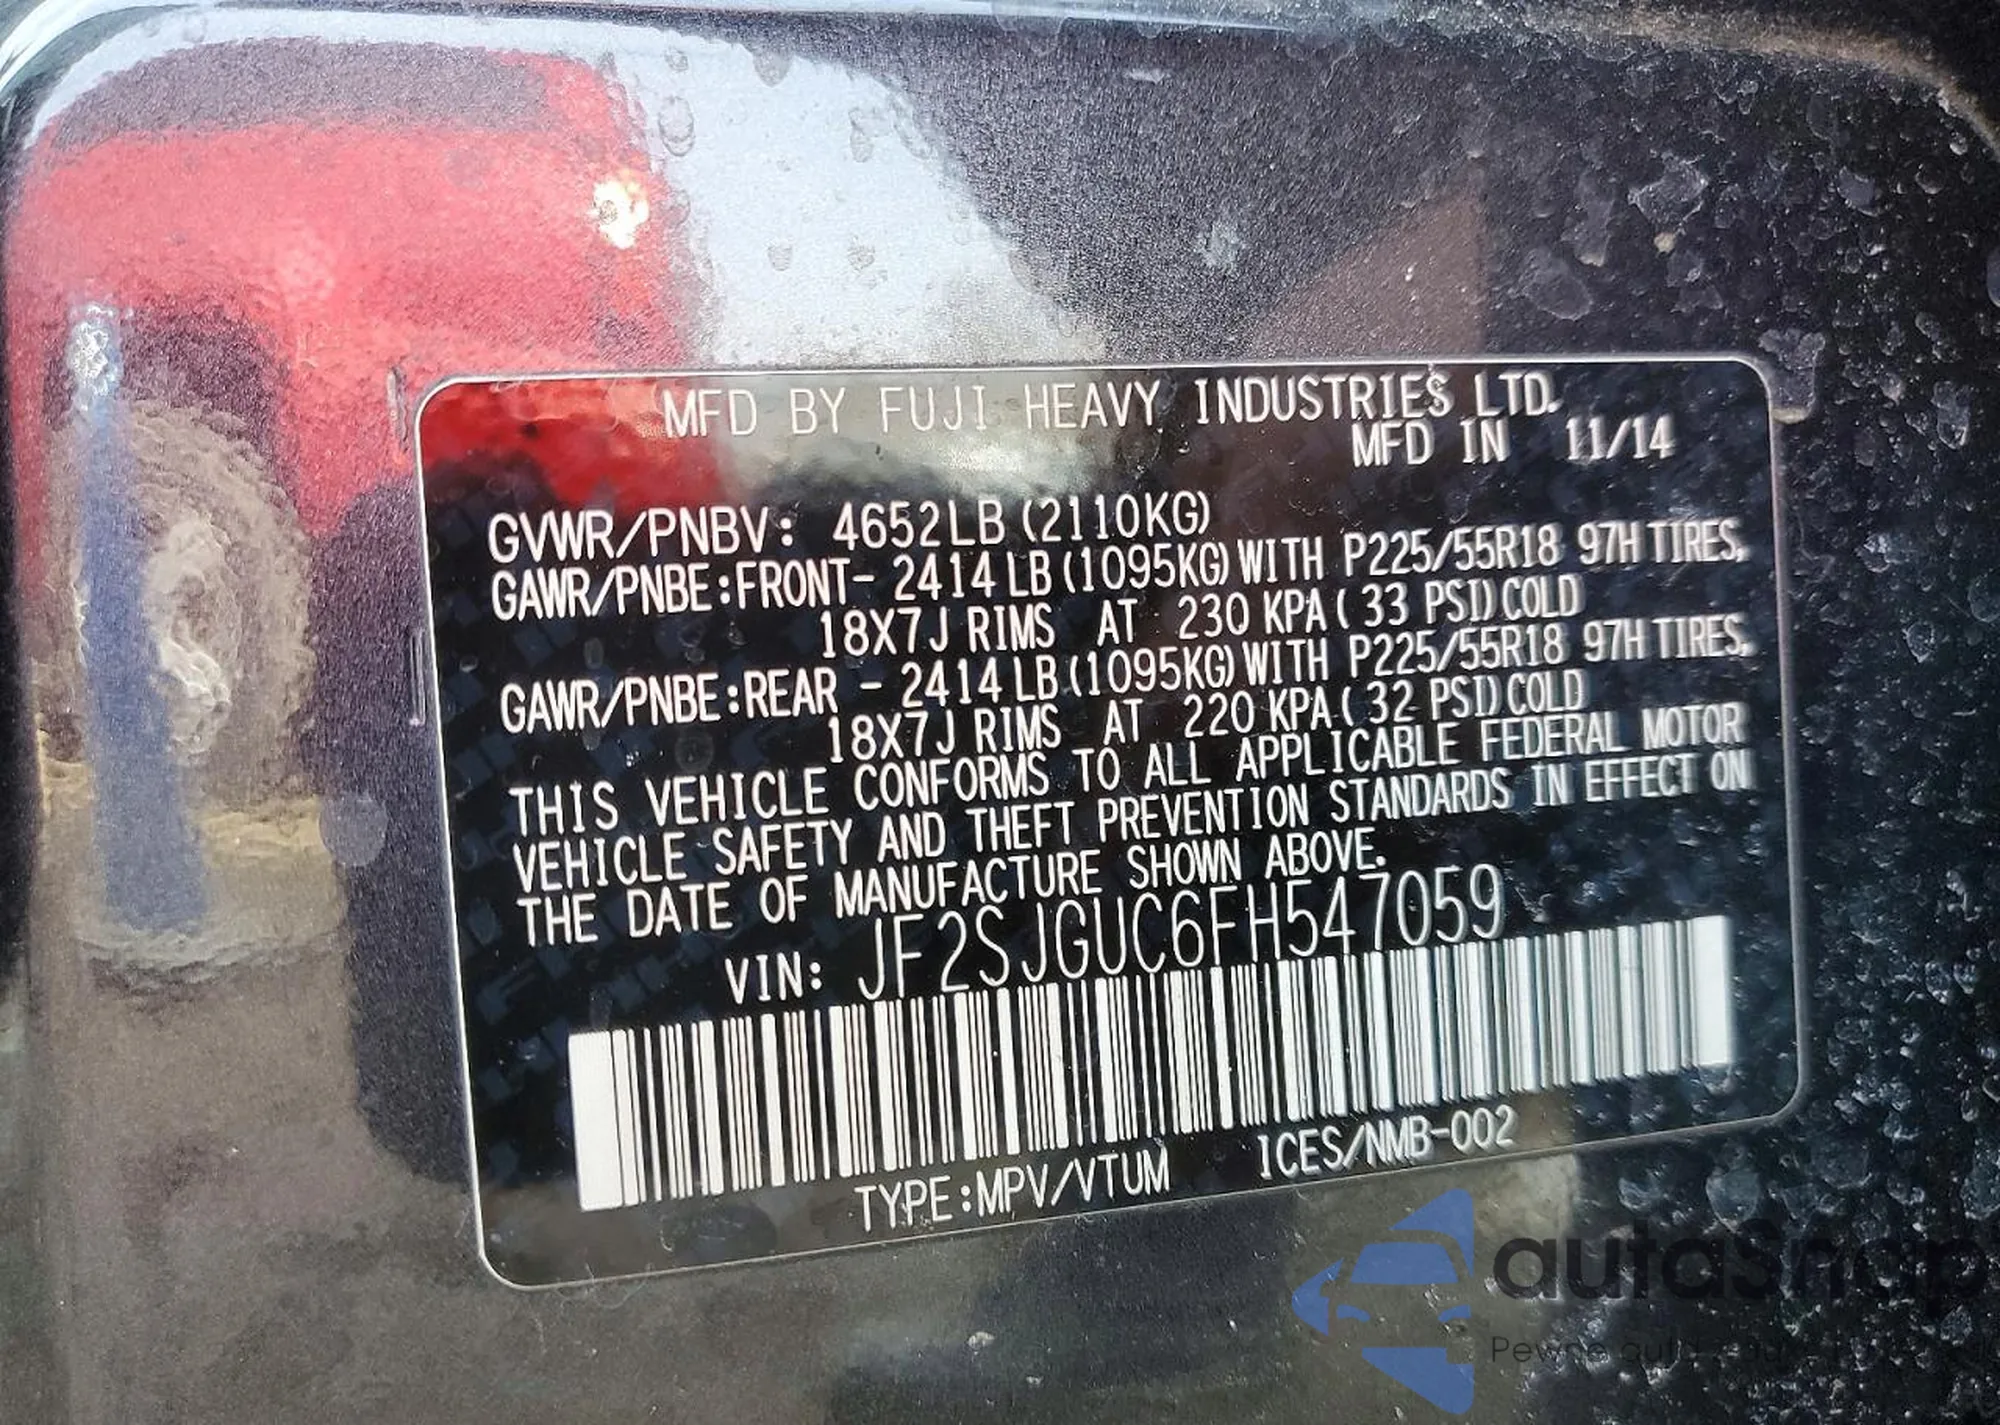 MFD BY FUJI HEAVY INDUSTRIES LTD.
MFD IN 11/14
GVWR/PNBV: 4652LB (2110KG)
GAWR/PNBE:FRONT- 2414 LB (1095KG) WITH P225/55R18 97H TIRES,
18X7J RIMS AT 230 KPA ( 33 PSI) COLD
GAWR/PNBE:REAR - 2414 LB (1095KG) WITH P225/55R18 97H TIRES,
18X7J RIMS AT 220 KPA ( 32 PSI) COLD
THIS VEHICLE CONFORMS TO ALL APPLICABLE FEDERAL MOTOR
VEHICLE SAFETY AND THEFT PREVENTION STANDARDS IN EFFECT ON
THE DATE OF MANUFACTURE SHOWN ABOVE.
VIN: JF2SJGUC6FH547059
TYPE:MPV/VTUM ICES/NMB-002
autaSnap
Pewne auta